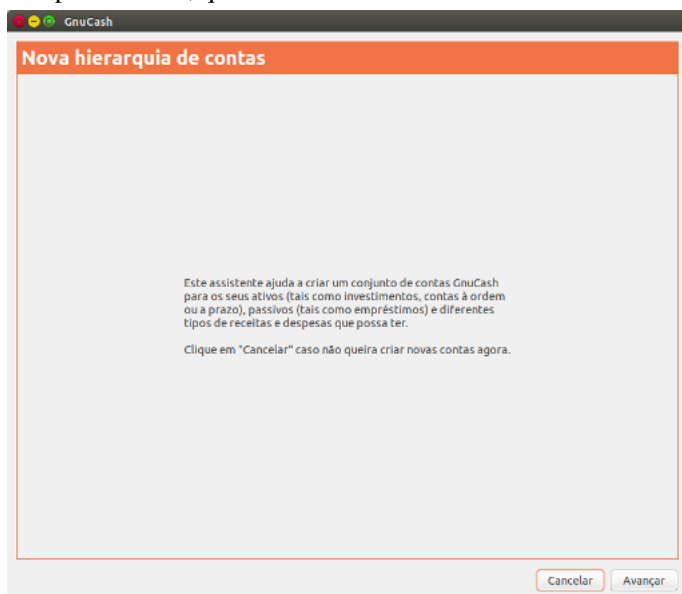 GnuCash
Nova hierarquia de contas
Este assistente ajuda a criar um conjunto de contas GnuCash
para os seus ativos (tais como investimentos, contas à ordem
ou a prazo), passivos (tais como empréstimos) e diferentes
tipos de receitas e despesas que possa ter.
Clique em "Cancelar" caso não queira criar novas contas agora.
Cancelar
Avançar